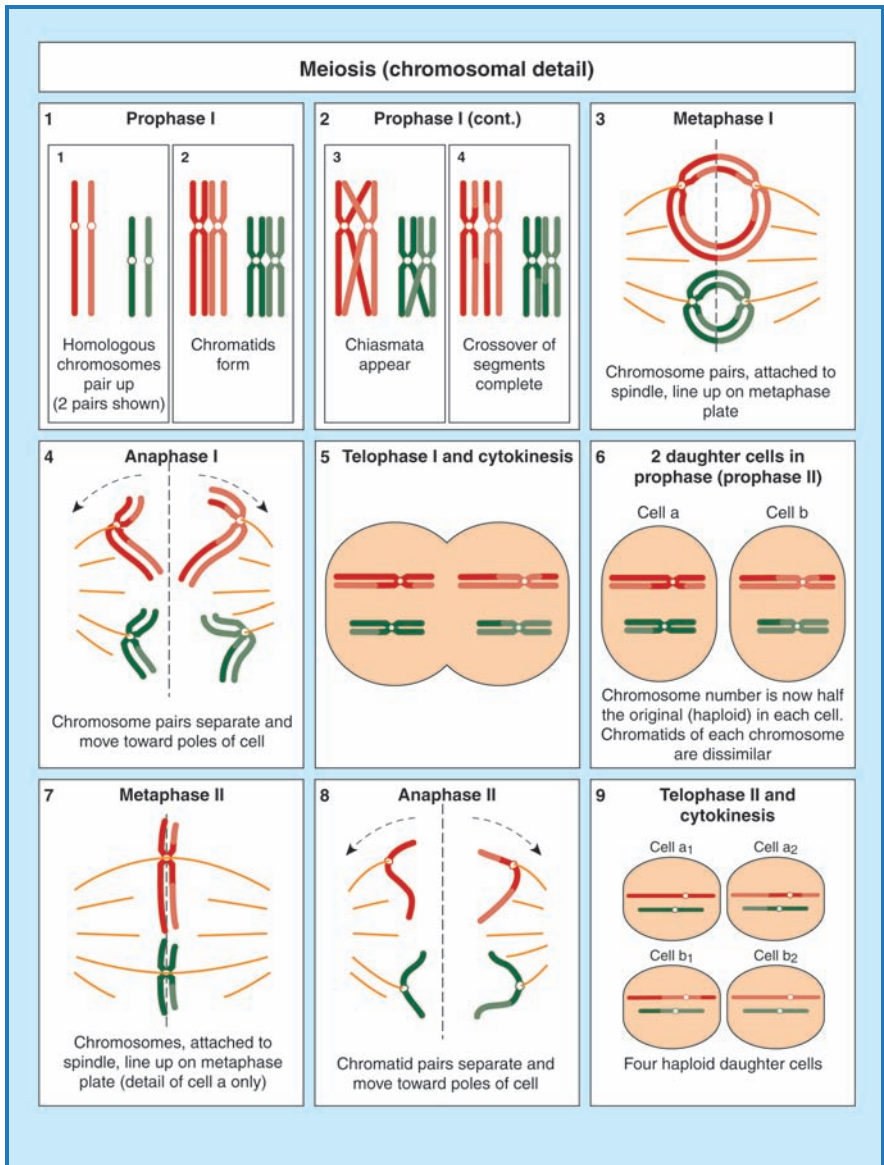 Meiosis (chromosomal detail)
1 Prophase I
1
2
Homologous
chromosomes
pair up
(2 pairs shown)
Chromatids
form
2 Prophase I (cont.)
3
4
Chiasmata
appear
Crossover of
segments
complete
3 Metaphase I
Chromosome pairs, attached to
spindle, line up on metaphase
plate
4 Anaphase I
Chromosome pairs separate and
move toward poles of cell
5 Telophase I and cytokinesis
6 2 daughter cells in
prophase (prophase II)
Cell a
Cell b
Chromosome number is now half
the original (haploid) in each cell.
Chromatids of each chromosome
are dissimilar
7 Metaphase II
Chromosomes, attached to
spindle, line up on metaphase
plate (detail of cell a only)
8 Anaphase II
Chromatid pairs separate and
move toward poles of cell
9 Telophase II and
cytokinesis
Cell a1
Cell a2
Cell b1
Cell b2
Four haploid daughter cells